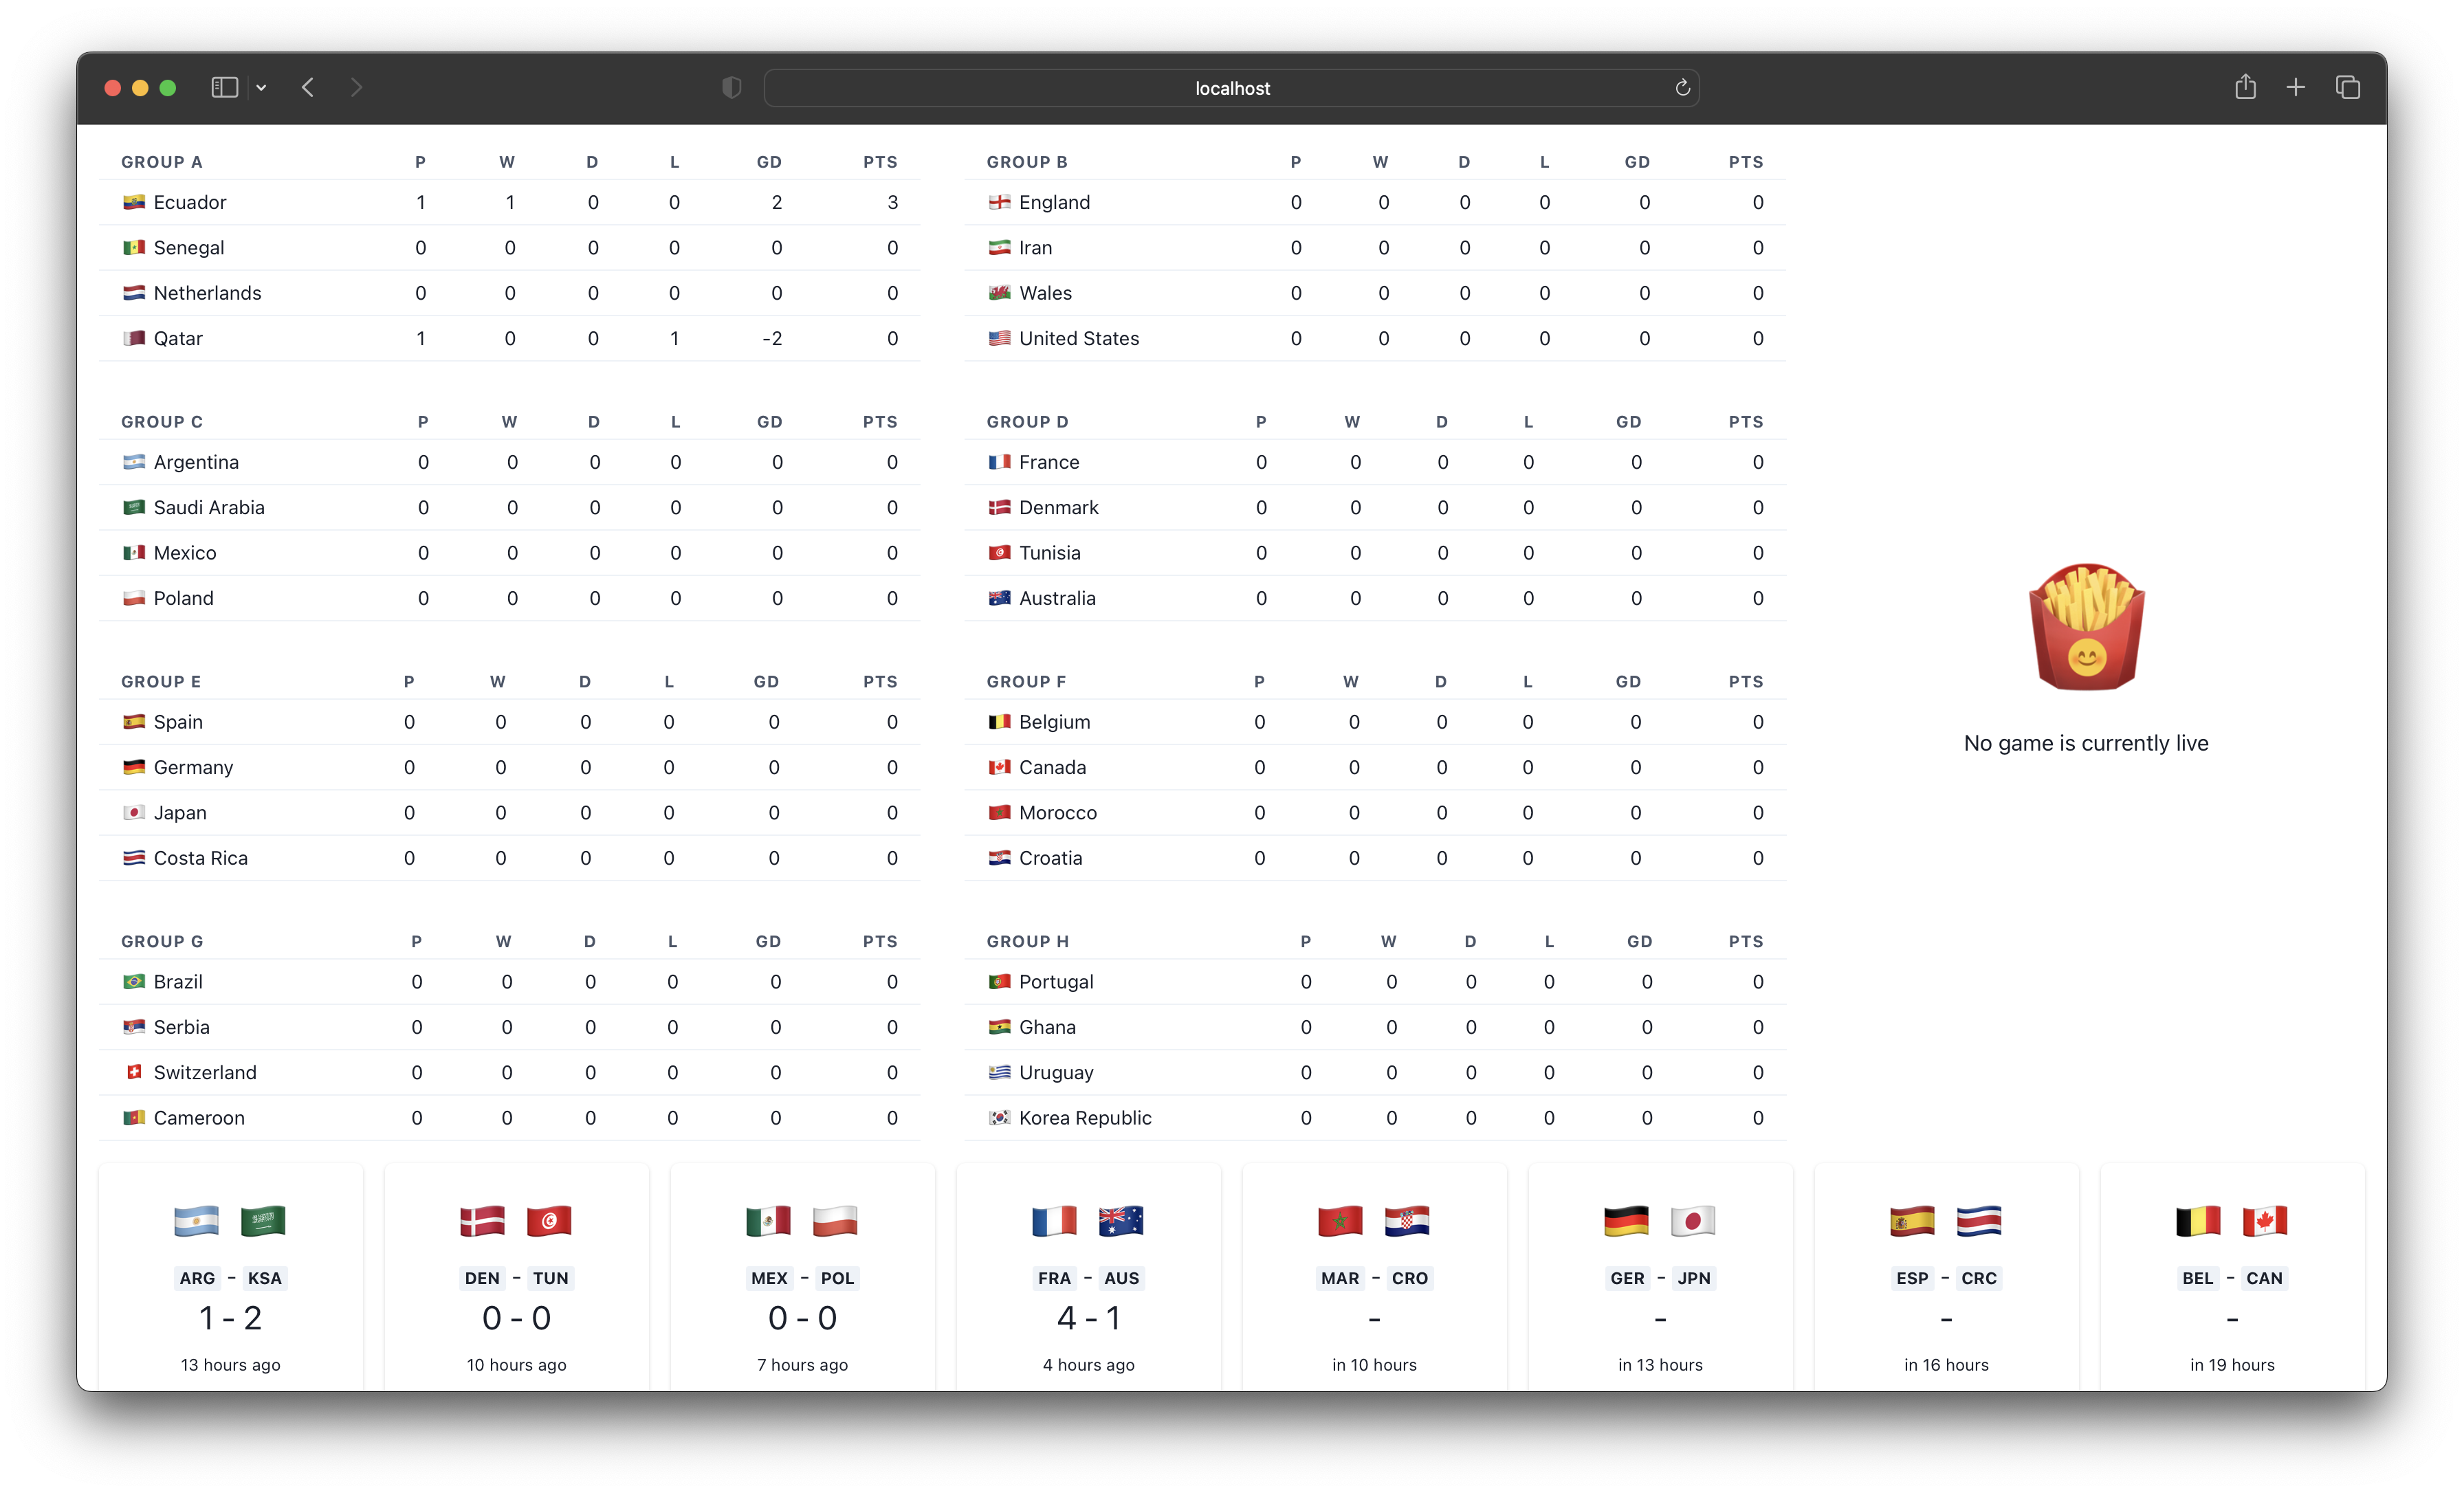 localhost
GROUP A P W D L GD PTS
Ecuador 1 1 0 0 2 3
Senegal 0 0 0 0 0 0
Netherlands 0 0 0 0 0 0
Qatar 1 0 0 1 -2 0
GROUP B P W D L GD PTS
England 0 0 0 0 0 0
Iran 0 0 0 0 0 0
Wales 0 0 0 0 0 0
United States 0 0 0 0 0 0
GROUP C P W D L GD PTS
Argentina 0 0 0 0 0 0
Saudi Arabia 0 0 0 0 0 0
Mexico 0 0 0 0 0 0
Poland 0 0 0 0 0 0
GROUP D P W D L GD PTS
France 0 0 0 0 0 0
Denmark 0 0 0 0 0 0
Tunisia 0 0 0 0 0 0
Australia 0 0 0 0 0 0
GROUP E P W D L GD PTS
Spain 0 0 0 0 0 0
Germany 0 0 0 0 0 0
Japan 0 0 0 0 0 0
Costa Rica 0 0 0 0 0 0
GROUP F P W D L GD PTS
Belgium 0 0 0 0 0 0
Canada 0 0 0 0 0 0
Morocco 0 0 0 0 0 0
Croatia 0 0 0 0 0 0
GROUP G P W D L GD PTS
Brazil 0 0 0 0 0 0
Serbia 0 0 0 0 0 0
Switzerland 0 0 0 0 0 0
Cameroon 0 0 0 0 0 0
GROUP H P W D L GD PTS
Portugal 0 0 0 0 0 0
Ghana 0 0 0 0 0 0
Uruguay 0 0 0 0 0 0
Korea Republic 0 0 0 0 0 0
No game is currently live
ARG - KSA
1 - 2
13 hours ago
DEN - TUN
0 - 0
10 hours ago
MEX - POL
0 - 0
7 hours ago
FRA - AUS
4 - 1
4 hours ago
MAR - CRO
-
in 10 hours
GER - JPN
-
in 13 hours
ESP - CRC
-
in 16 hours
BEL - CAN
-
in 19 hours